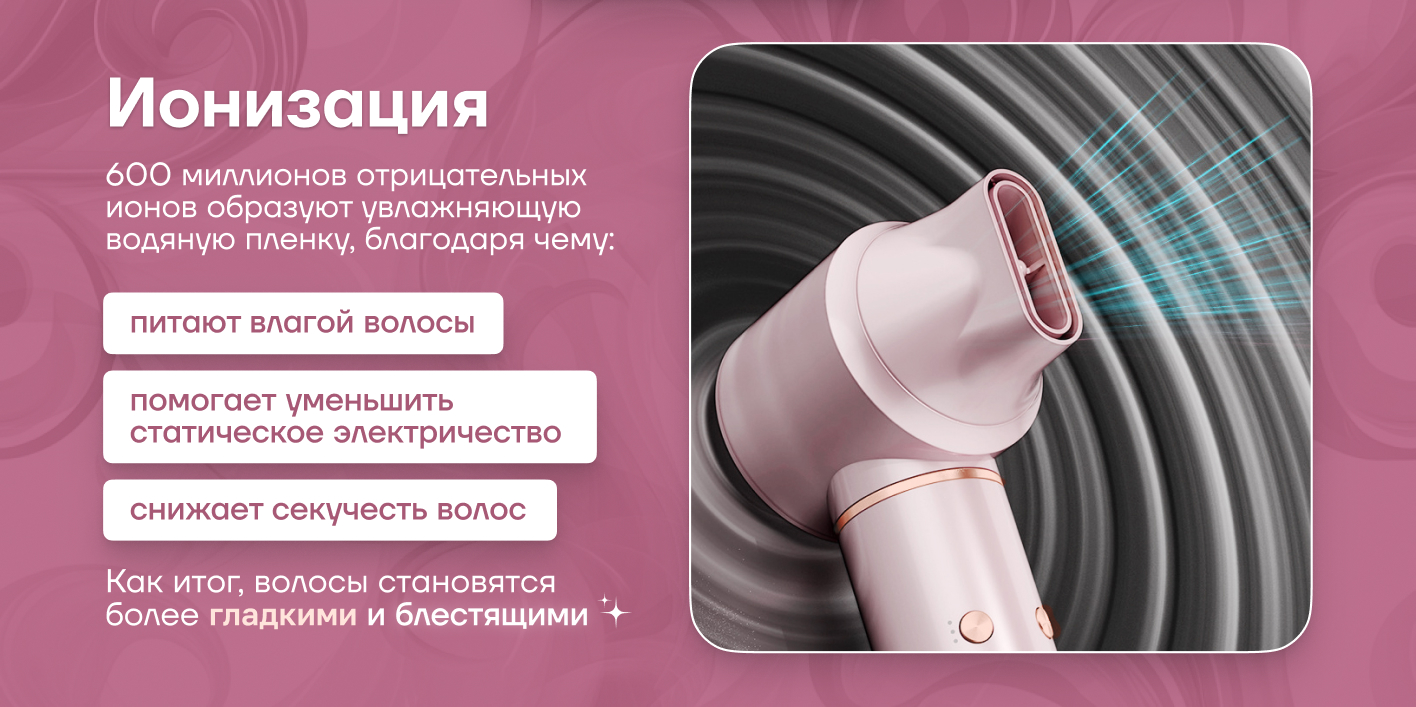 Ионизация
600 миллионов отрицательных
ионов образуют увлажняющую
водяную пленку, благодаря чему:
питают влагой волосы
помогает уменьшить
статическое электричество
снижает секучесть волос
Как итог, волосы становятся
более гладкими и блестящими